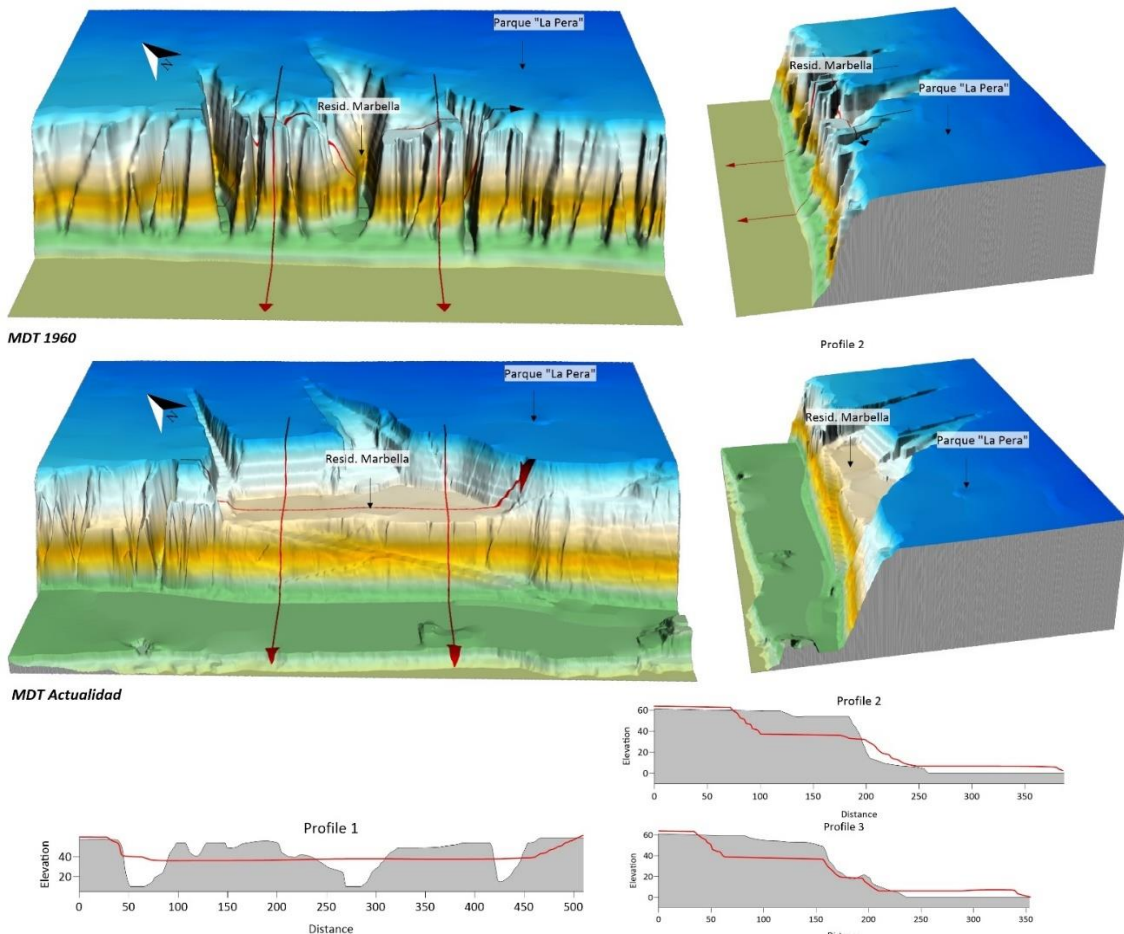 Parque "La Pera"
N
Resid. Marbella
MDT 1960
Resid. Marbella
Parque "La Pera"
Profile 2
Parque "La Pera"
N
Resid. Marbella
MDT Actualidad
Resid. Marbella
Parque "La Pera"
Profile 2
Elevation
60
40
20
0
0 50 100 150 200 250 300 350
Distance
Profile 1
Elevation
40
20
0 50 100 150 200 250 300 350 400 450 500
Distance
Profile 3
Elevation
60
40
20
0
0 50 100 150 200 250 300 350